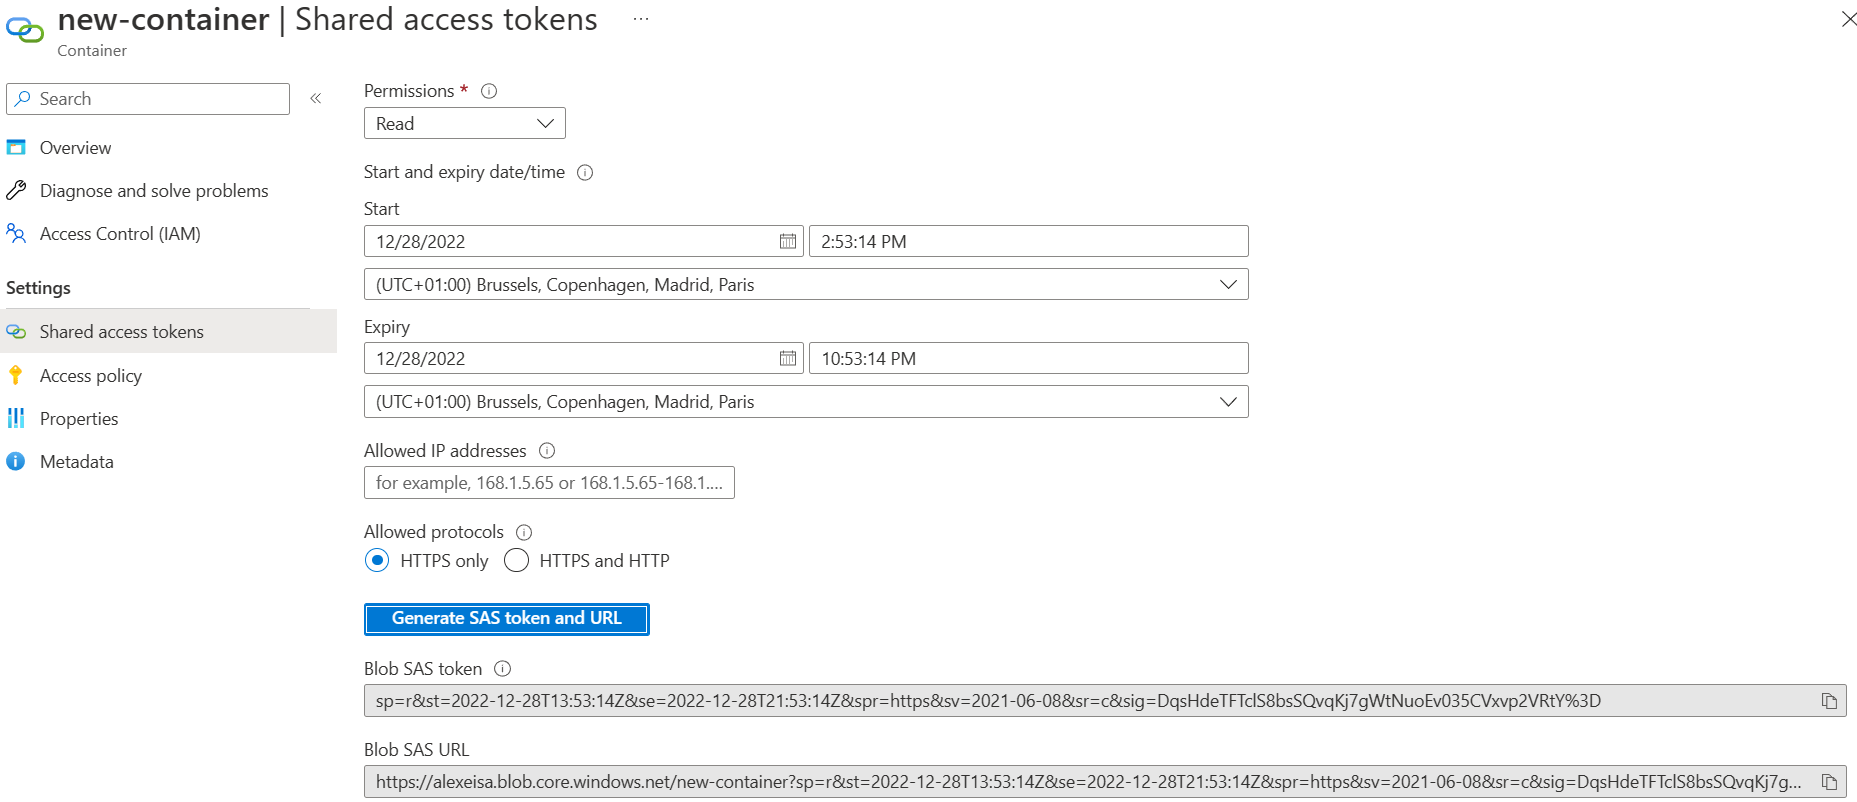 new-container | Shared access tokens ...
Container
Search
«
Overview
Diagnose and solve problems
Access Control (IAM)
Settings
Shared access tokens
Access policy
Properties
Metadata
Permissions *
Read
Start and expiry date/time
Start
12/28/2022 2:53:14 PM
(UTC+01:00) Brussels, Copenhagen, Madrid, Paris
Expiry
12/28/2022 10:53:14 PM
(UTC+01:00) Brussels, Copenhagen, Madrid, Paris
Allowed IP addresses
for example, 168.1.5.65 or 168.1.5.65-168.1....
Allowed protocols
HTTPS only HTTPS and HTTP
Generate SAS token and URL
Blob SAS token
sp=r&st=2022-12-28T13:53:14Z&se=2022-12-28T21:53:14Z&spr=https&sv=2021-06-08&sr=c&sig=DqsHdeTFTclS8bsSQvqKj7gWtNuoEv035CVxvp2VRtY%3D
Blob SAS URL
https://alexeisa.blob.core.windows.net/new-container?sp=r&st=2022-12-28T13:53:14Z&se=2022-12-28T21:53:14Z&spr=https&sv=2021-06-08&sr=c&sig=DqsHdeTFTclS8bsSQvqKj7g...